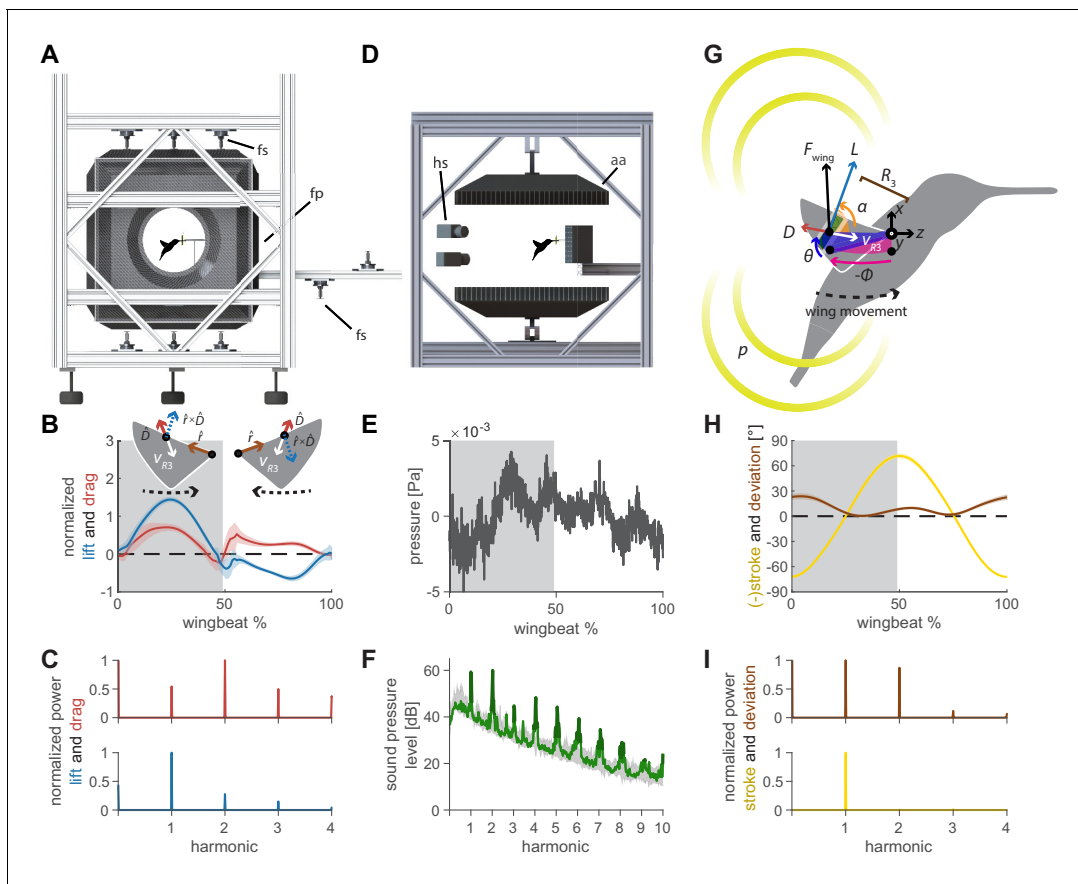 A
fs
fp
fs
D
hs
aa
G
F wing
L
R3
α
D
v R3
x
z
y
θ
-Φ
wing movement
p
B
D̂
r̂×D̂
r̂
v R3
D̂
r̂
r̂×D̂
v R3
normalized
lift and drag
3
2
1
0
-1
0
50
100
wingbeat %
E
×10-3
pressure [Pa]
5
0
-5
0
50
100
wingbeat %
H
(-)stroke and deviation [°]
90
60
30
0
-30
-60
-90
0
50
100
wingbeat %
C
normalized power
lift and drag
1
0.5
0
1
0.5
0
1
2
3
4
harmonic
F
sound pressure
level [dB]
60
40
20
0
1
2
3
4
5
6
7
8
9
10
harmonic
I
normalized power
stroke and deviation
1
0.5
0
1
0.5
0
1
2
3
4
harmonic